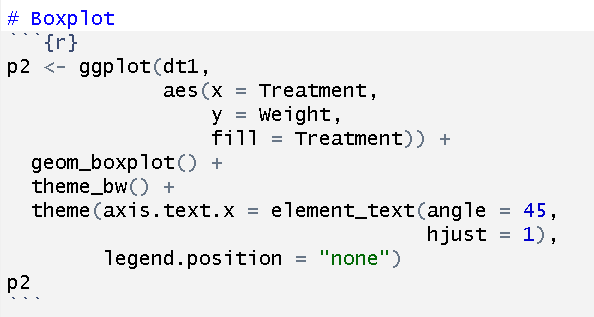 # Boxplot
```{r}
p2 <- ggplot(dt1,
             aes(x = Treatment,
                 y = Weight,
                 fill = Treatment)) +
  geom_boxplot() +
  theme_bw() +
  theme(axis.text.x = element_text(angle = 45,
                                   hjust = 1),
        legend.position = "none")
p2
```